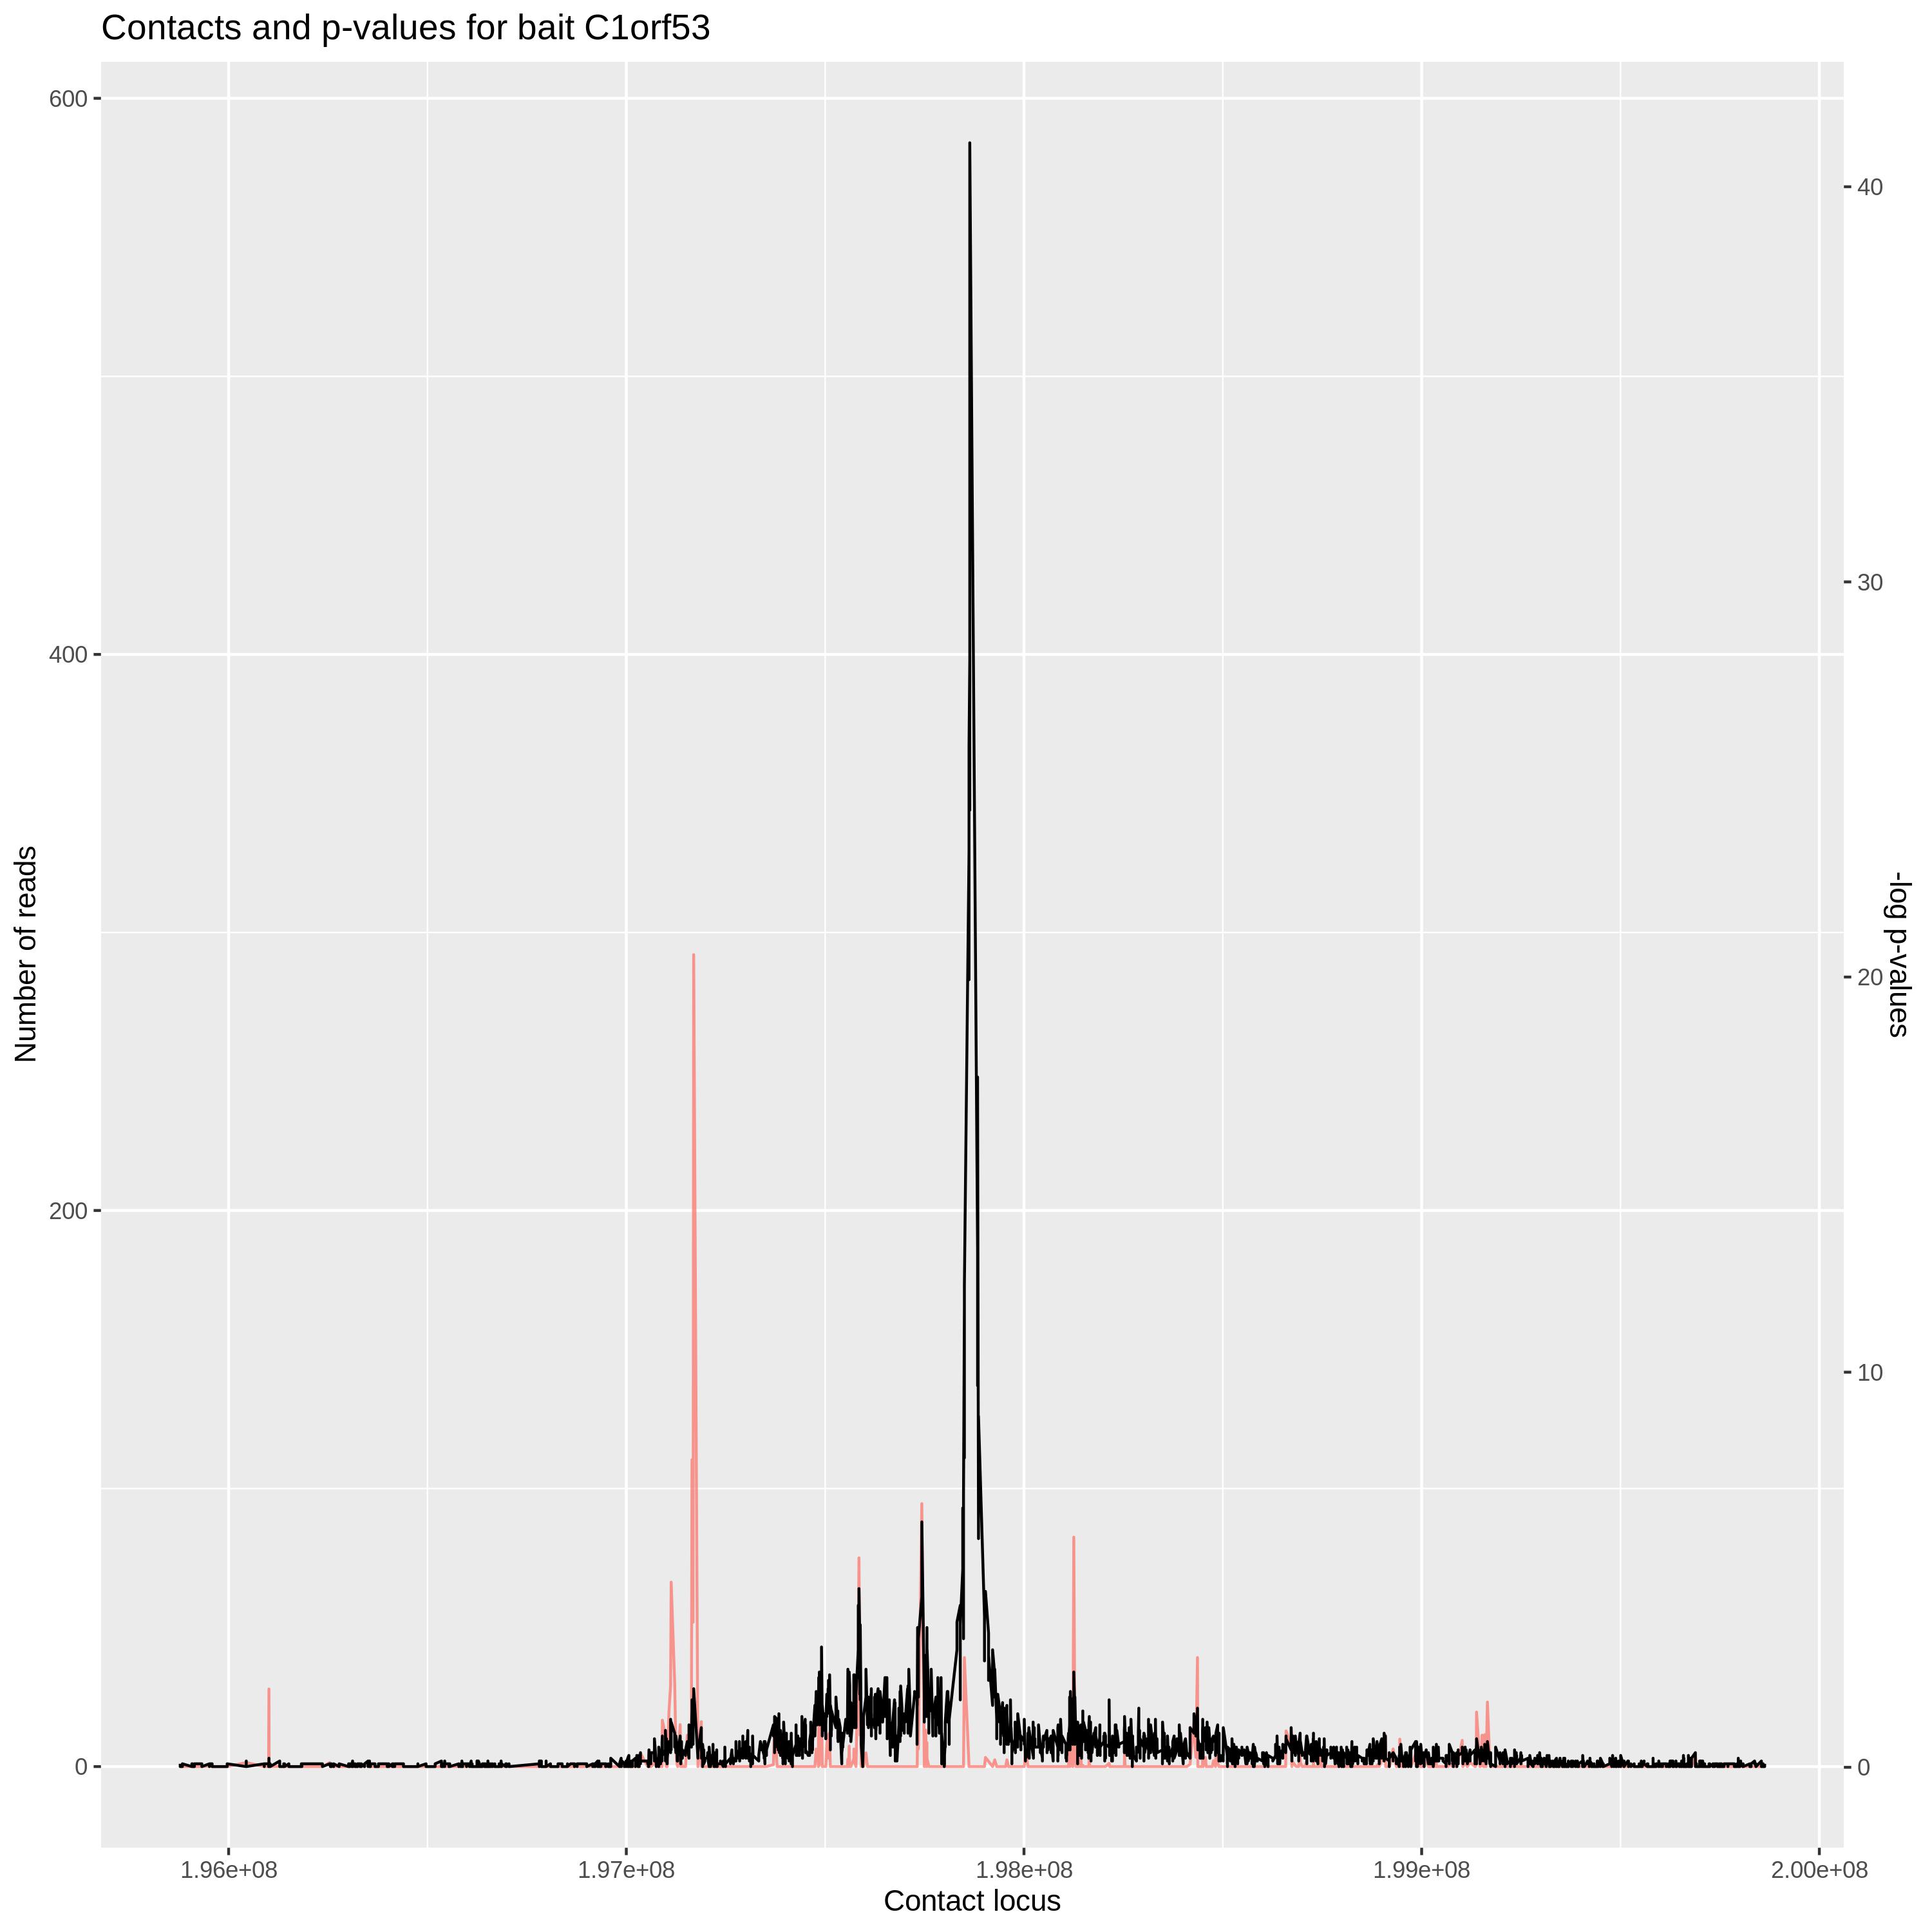 Contacts and p-values for bait C1orf53
600
400
200
0
Number of reads
40
30
20
10
0
-log p-values
1.96e+08 1.97e+08 1.98e+08 1.99e+08 2.00e+08
Contact locus